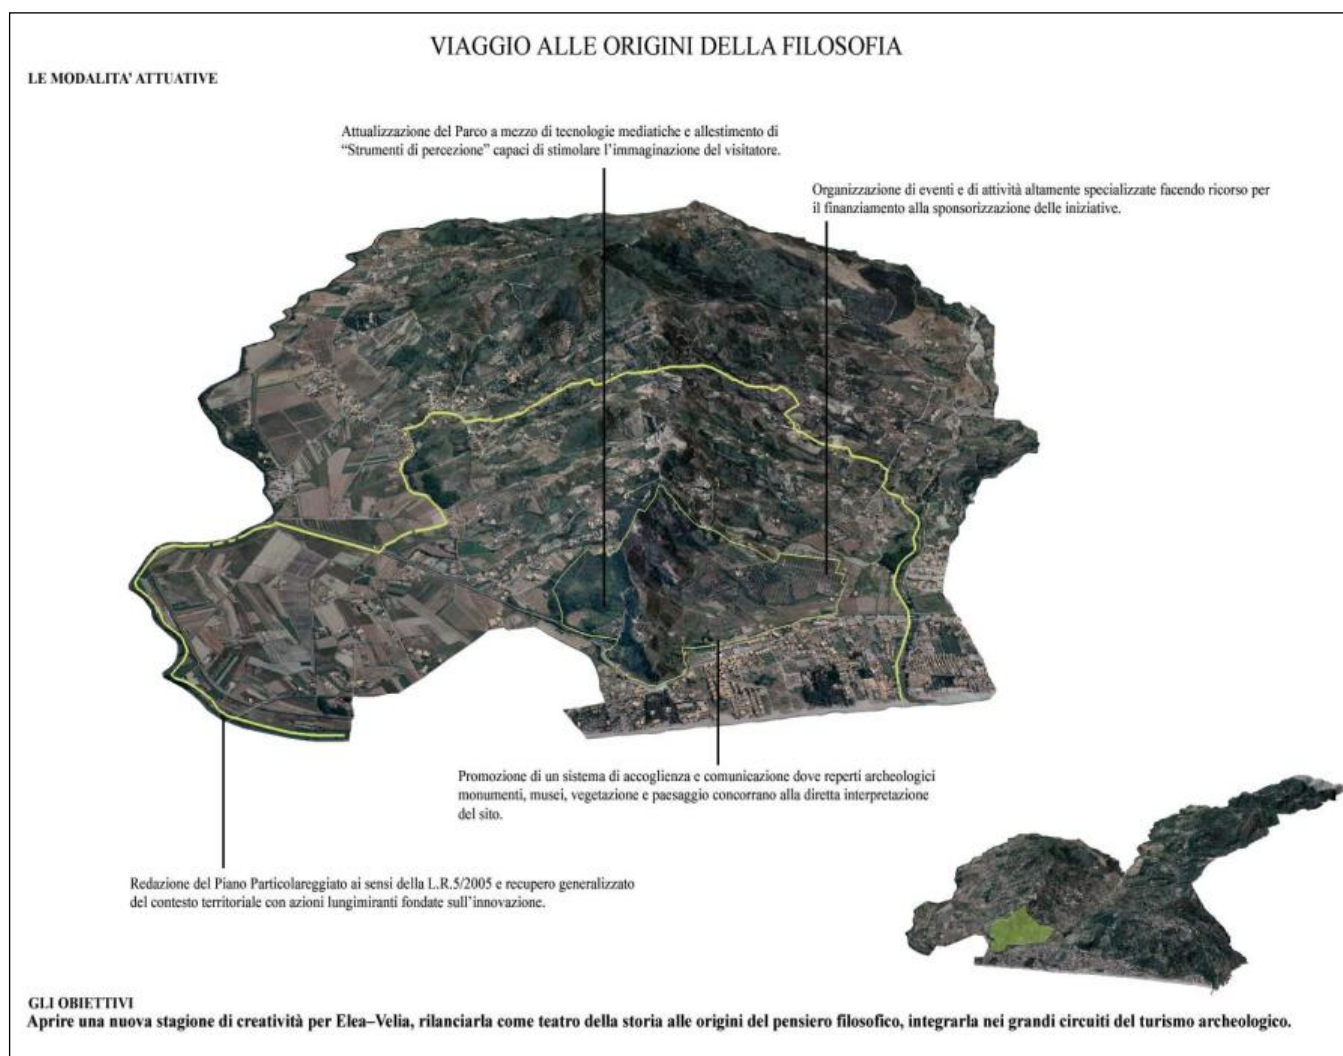 VIAGGIO ALLE ORIGINI DELLA FILOSOFIA
LE MODALITA' ATTUATIVE
Attualizzazione del Parco a mezzo di tecnologie mediatiche e allestimento di
“Strumenti di percezione” capaci di stimolare l’immaginazione del visitatore.
Organizzazione di eventi e di attività altamente specializzate facendo ricorso per
il finanziamento alla sponsorizzazione delle iniziative.
Promozione di un sistema di accoglienza e comunicazione dove reperti archeologici
monumenti, musei, vegetazione e paesaggio concorrano alla diretta interpretazione
del sito.
Redazione del Piano Particolareggiato ai sensi della L.R.5/2005 e recupero generalizzato
del contesto territoriale con azioni lungimiranti fondate sull’innovazione.
GLI OBIETTIVI
Aprire una nuova stagione di creatività per Elea–Velia, rilanciarla come teatro della storia alle origini del pensiero filosofico, integrarla nei grandi circuiti del turismo archeologico.